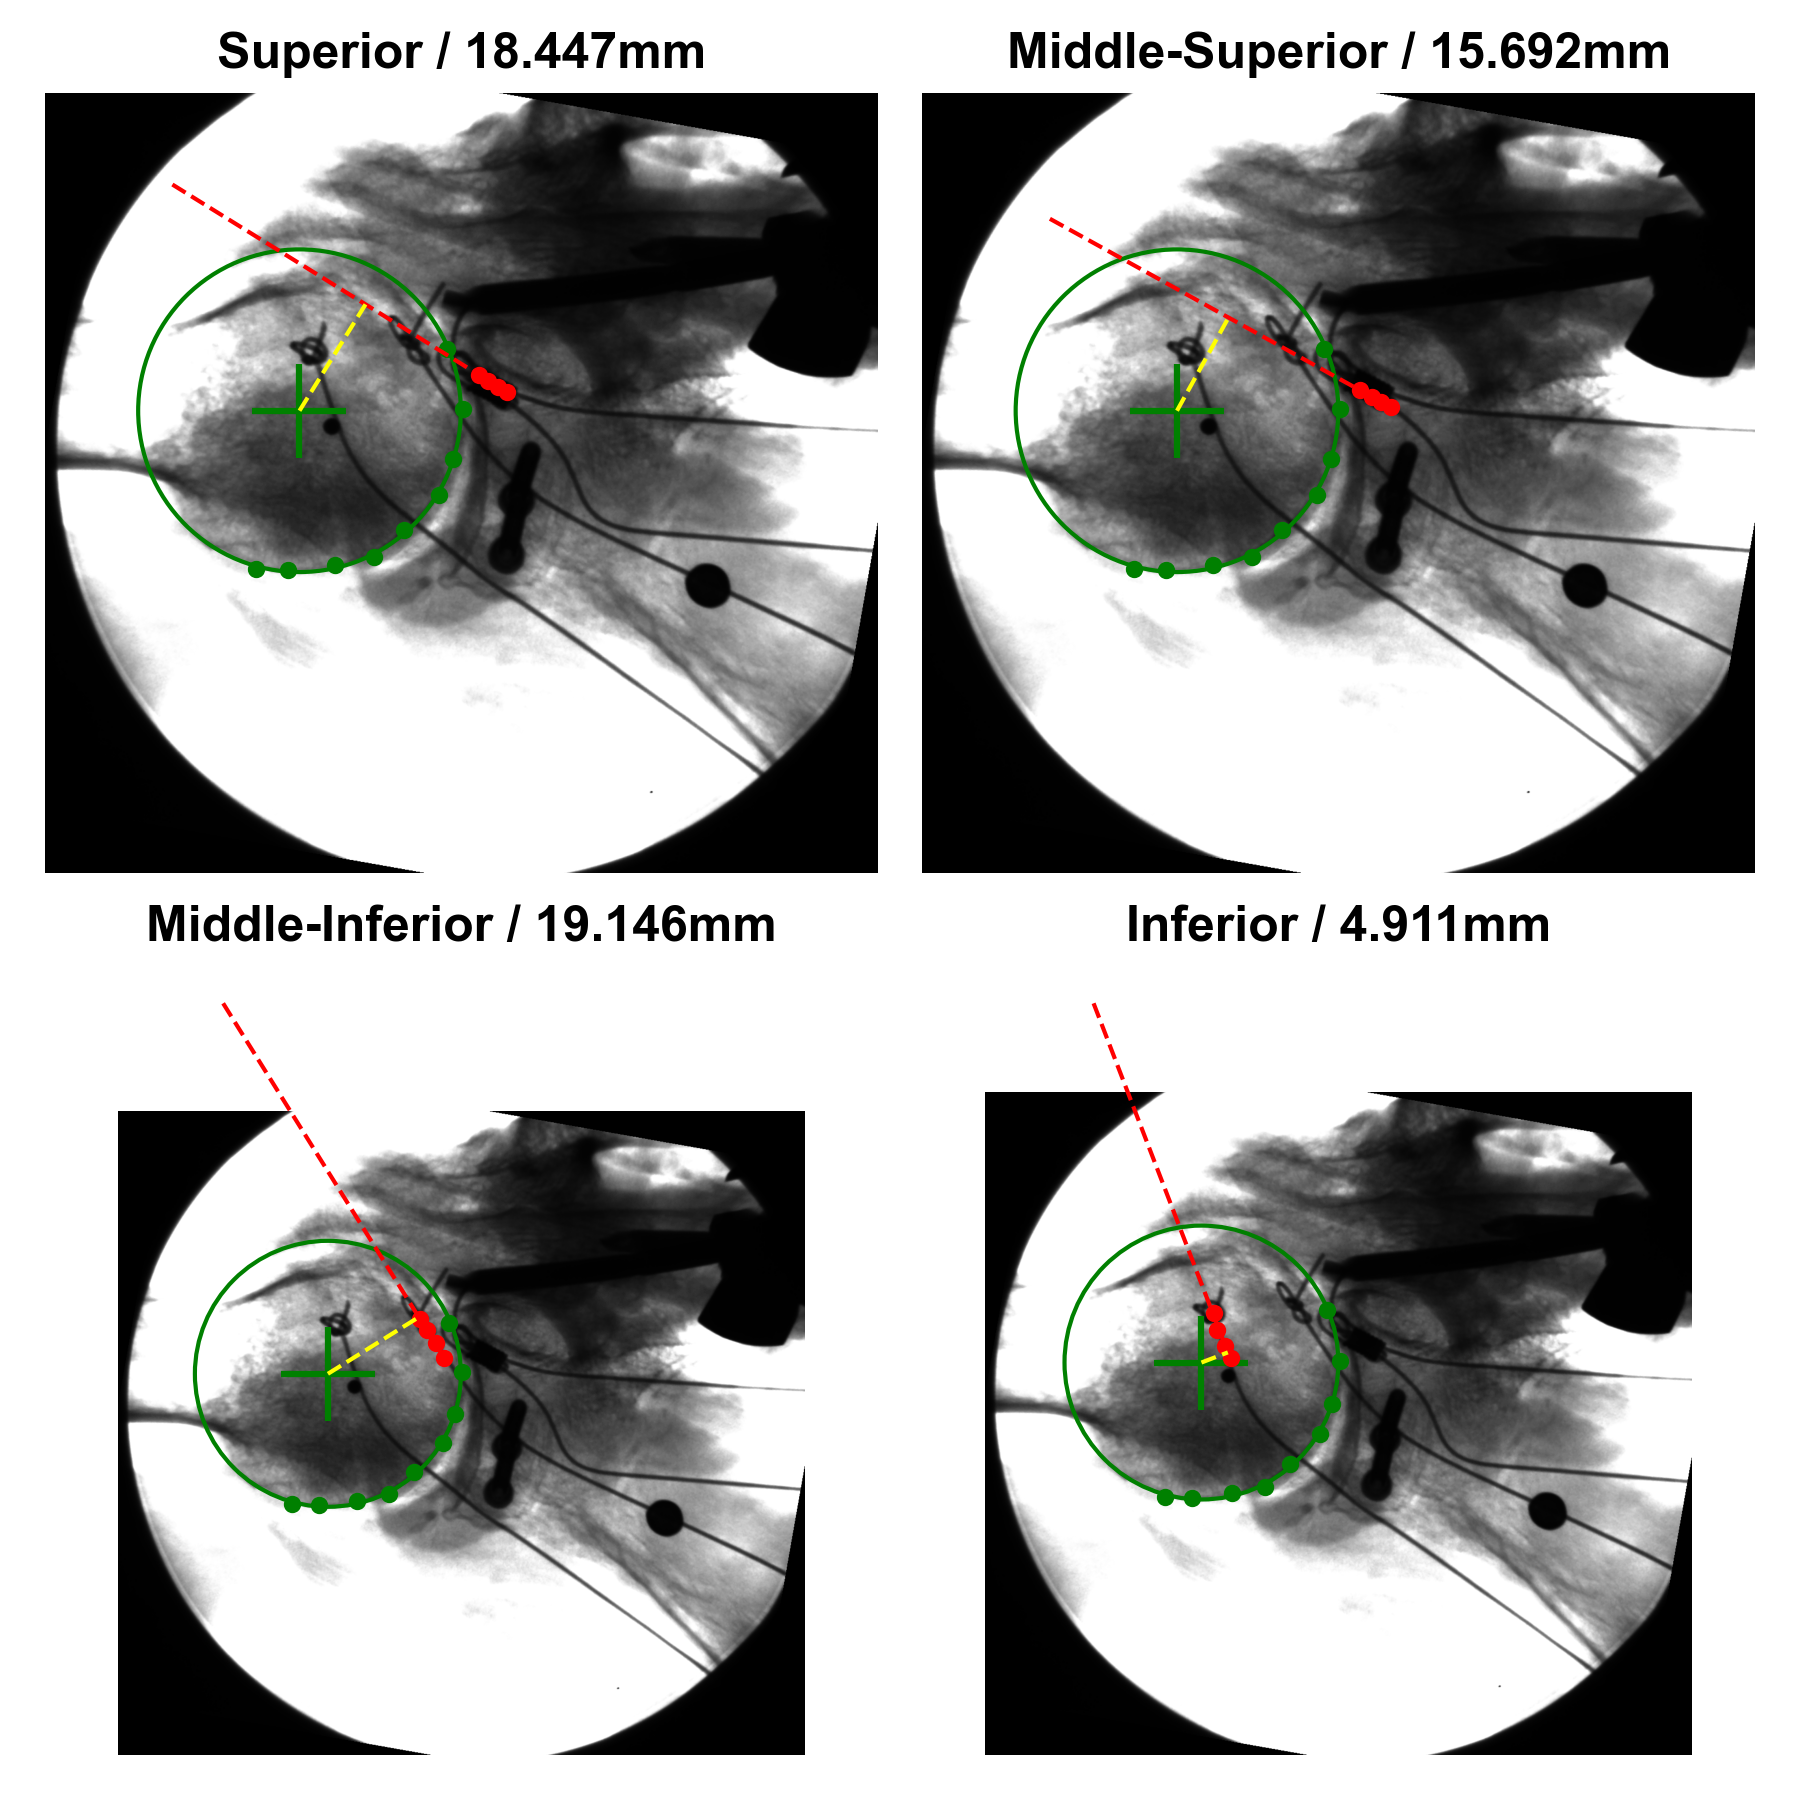 Superior / 18.447mm
Middle-Superior / 15.692mm
Middle-Inferior / 19.146mm
Inferior / 4.911mm